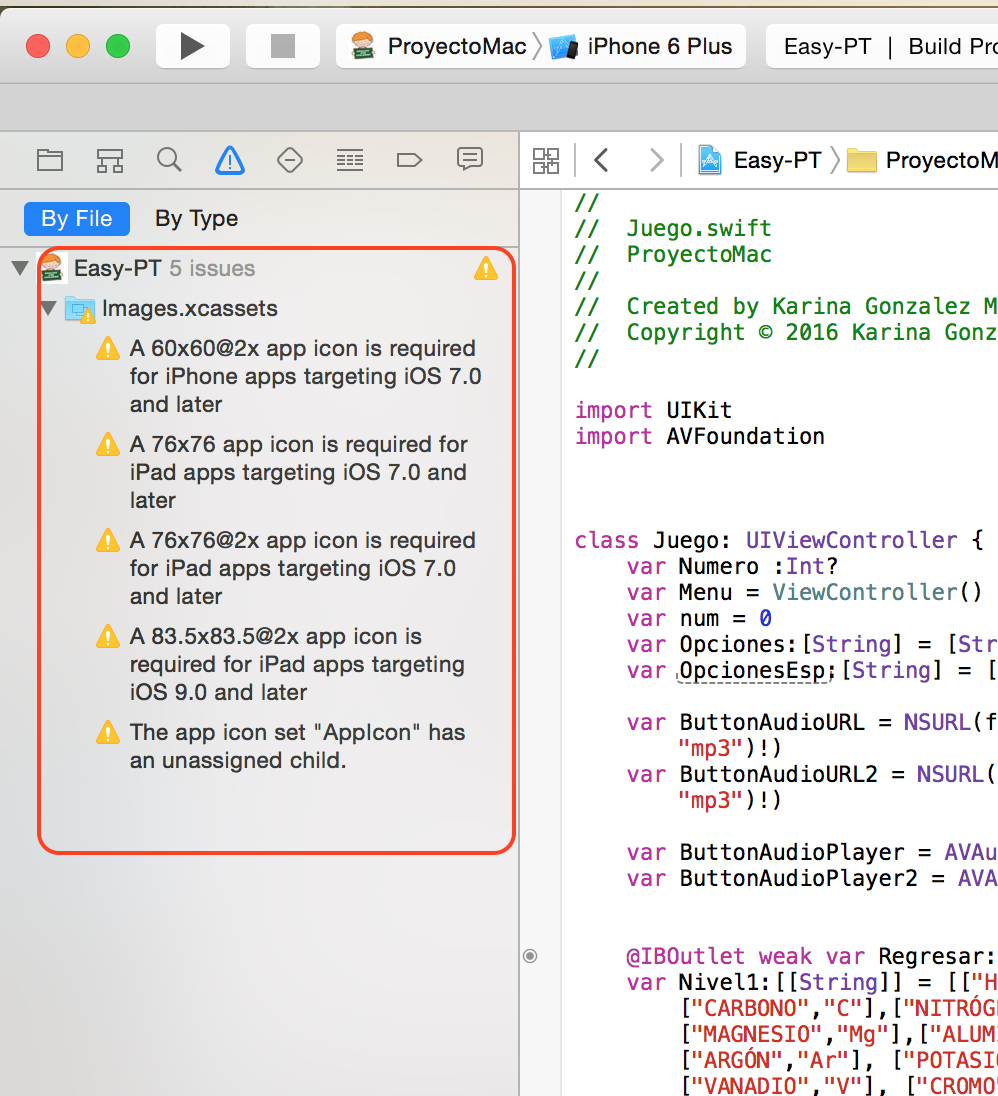 ProyectoMac
iPhone 6 Plus
Easy-PT | Build
Easy-PT
By File
By Type
Easy-PT 5 issues
Images.xcassets
A 60x60@2x app icon is required
for iPhone apps targeting iOS 7.0
and later
A 76x76 app icon is required for
iPad apps targeting iOS 7.0 and
later
A 76x76@2x app icon is required
for iPad apps targeting iOS 7.0
and later
A 83.5x83.5@2x app icon is
required for iPad apps targeting
iOS 9.0 and later
The app icon set "AppIcon" has
an unassigned child.
//
// Juego.swift
// ProyectoMac
//
// Created by Karina Gonzalez M
// Copyright © 2016 Karina Gonz
//
import UIKit
import AVFoundation
class Juego: UIViewController {
var Numero :Int?
var Menu = ViewController()
var num = 0
var Opciones:[String] = [Str
var OpcionesEsp:[String] = [
var ButtonAudioURL = NSURL(f
"mp3")!)
var ButtonAudioURL2 = NSURL(
"mp3")!)
var ButtonAudioPlayer = AVAu
var ButtonAudioPlayer2 = AVA
@IBOutlet weak var Regresar:
var Nivel1:[[String]] = [["H
["CARBONO","C"],["NITRÓG
["MAGNESIO","Mg"],["ALUM
["ARGÓN","Ar"], ["POTASI
["VANADIO","V"], ["CROMO